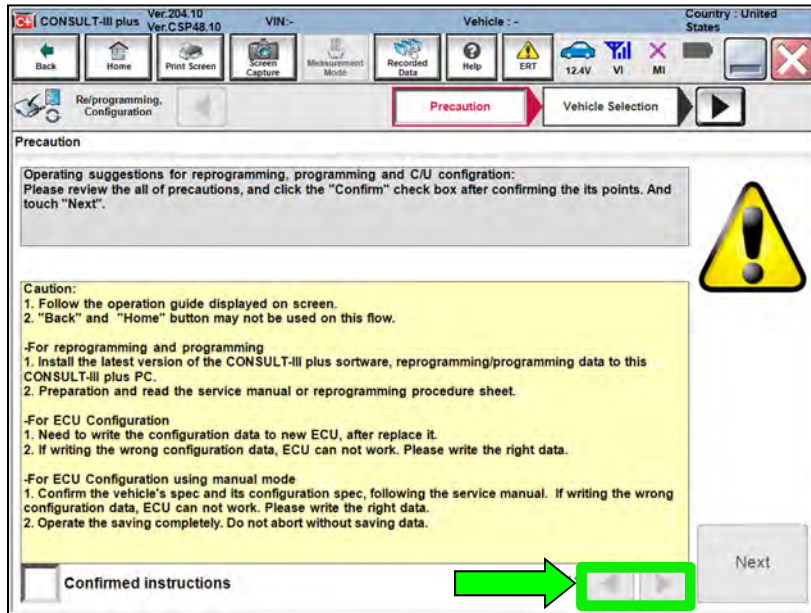 C+ CONSULT-III plus Ver.204.10 Ver.CSP48.10 VIN:- Vehicle : - Country : United States
Back Home Print Screen Screen Capture Measurement Mode Recorded Data Help ERT 12.4V VI MI
Re/programming, Configuration Precaution Vehicle Selection
Precaution
Operating suggestions for reprogramming, programming and C/U configration:
Please review the all of precautions, and click the "Confirm" check box after confirming the its points. And
touch "Next".
Caution:
1. Follow the operation guide displayed on screen.
2. "Back" and "Home" button may not be used on this flow.
-For reprogramming and programming
1. Install the latest version of the CONSULT-III plus sortware, reprogramming/programming data to this
CONSULT-III plus PC.
2. Preparation and read the service manual or reprogramming procedure sheet.
-For ECU Configuration
1. Need to write the configuration data to new ECU, after replace it.
2. If writing the wrong configuration data, ECU can not work. Please write the right data.
-For ECU Configuration using manual mode
1. Confirm the vehicle's spec and its configuration spec, following the service manual. If writing the wrong
configuration data, ECU can not work. Please write the right data.
2. Operate the saving completely. Do not abort without saving data.
Confirmed instructions
Next